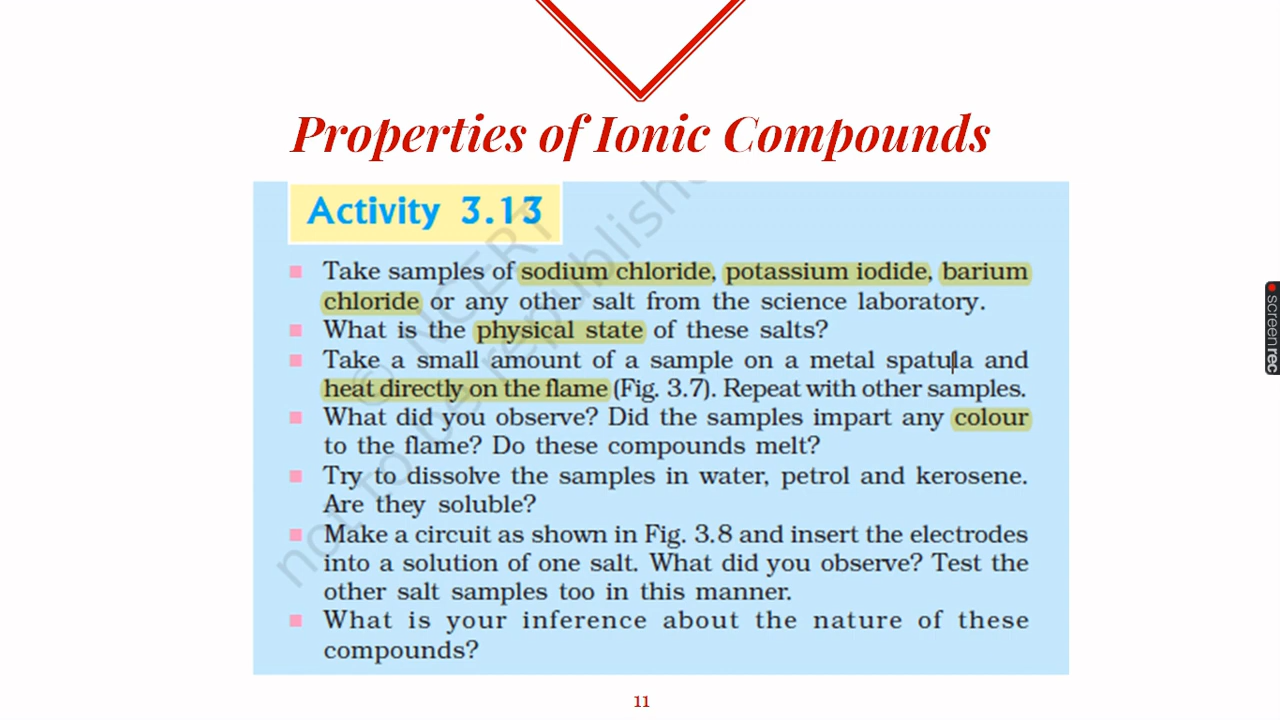 Properties of Ionic Compounds
Activity 3.13
Take samples of sodium chloride, potassium iodide, barium
chloride or any other salt from the science laboratory.
What is the physical state of these salts?
Take a small amount of a sample on a metal spatula and
heat directly on the flame (Fig. 3.7). Repeat with other samples.
What did you observe? Did the samples impart any colour
to the flame? Do these compounds melt?
Try to dissolve the samples in water, petrol and kerosene.
Are they soluble?
Make a circuit as shown in Fig. 3.8 and insert the electrodes
into a solution of one salt. What did you observe? Test the
other salt samples too in this manner.
What is your inference about the nature of these
compounds?
© NCERT
not to be republished
11
screenrec